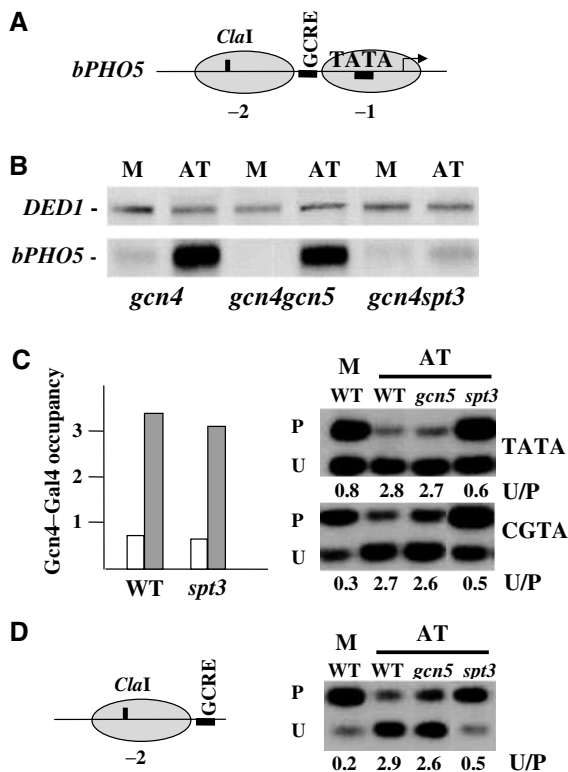 A
ClaI
GCRE
TATA
bPHO5
–2
–1
B
M AT M AT M AT
DED1 -
bPHO5 -
gcn4 gcn4gcn5 gcn4spt3
C
Gcn4–Gal4 occupancy
3
2
1
WT spt3
M AT
WT WT gcn5 spt3
P
U
TATA
0.8 2.8 2.7 0.6 U/P
P
U
CGTA
0.3 2.7 2.6 0.5 U/P
D
ClaI
GCRE
–2
M AT
WT WT gcn5 spt3
P
U
0.2 2.9 2.6 0.5 U/P